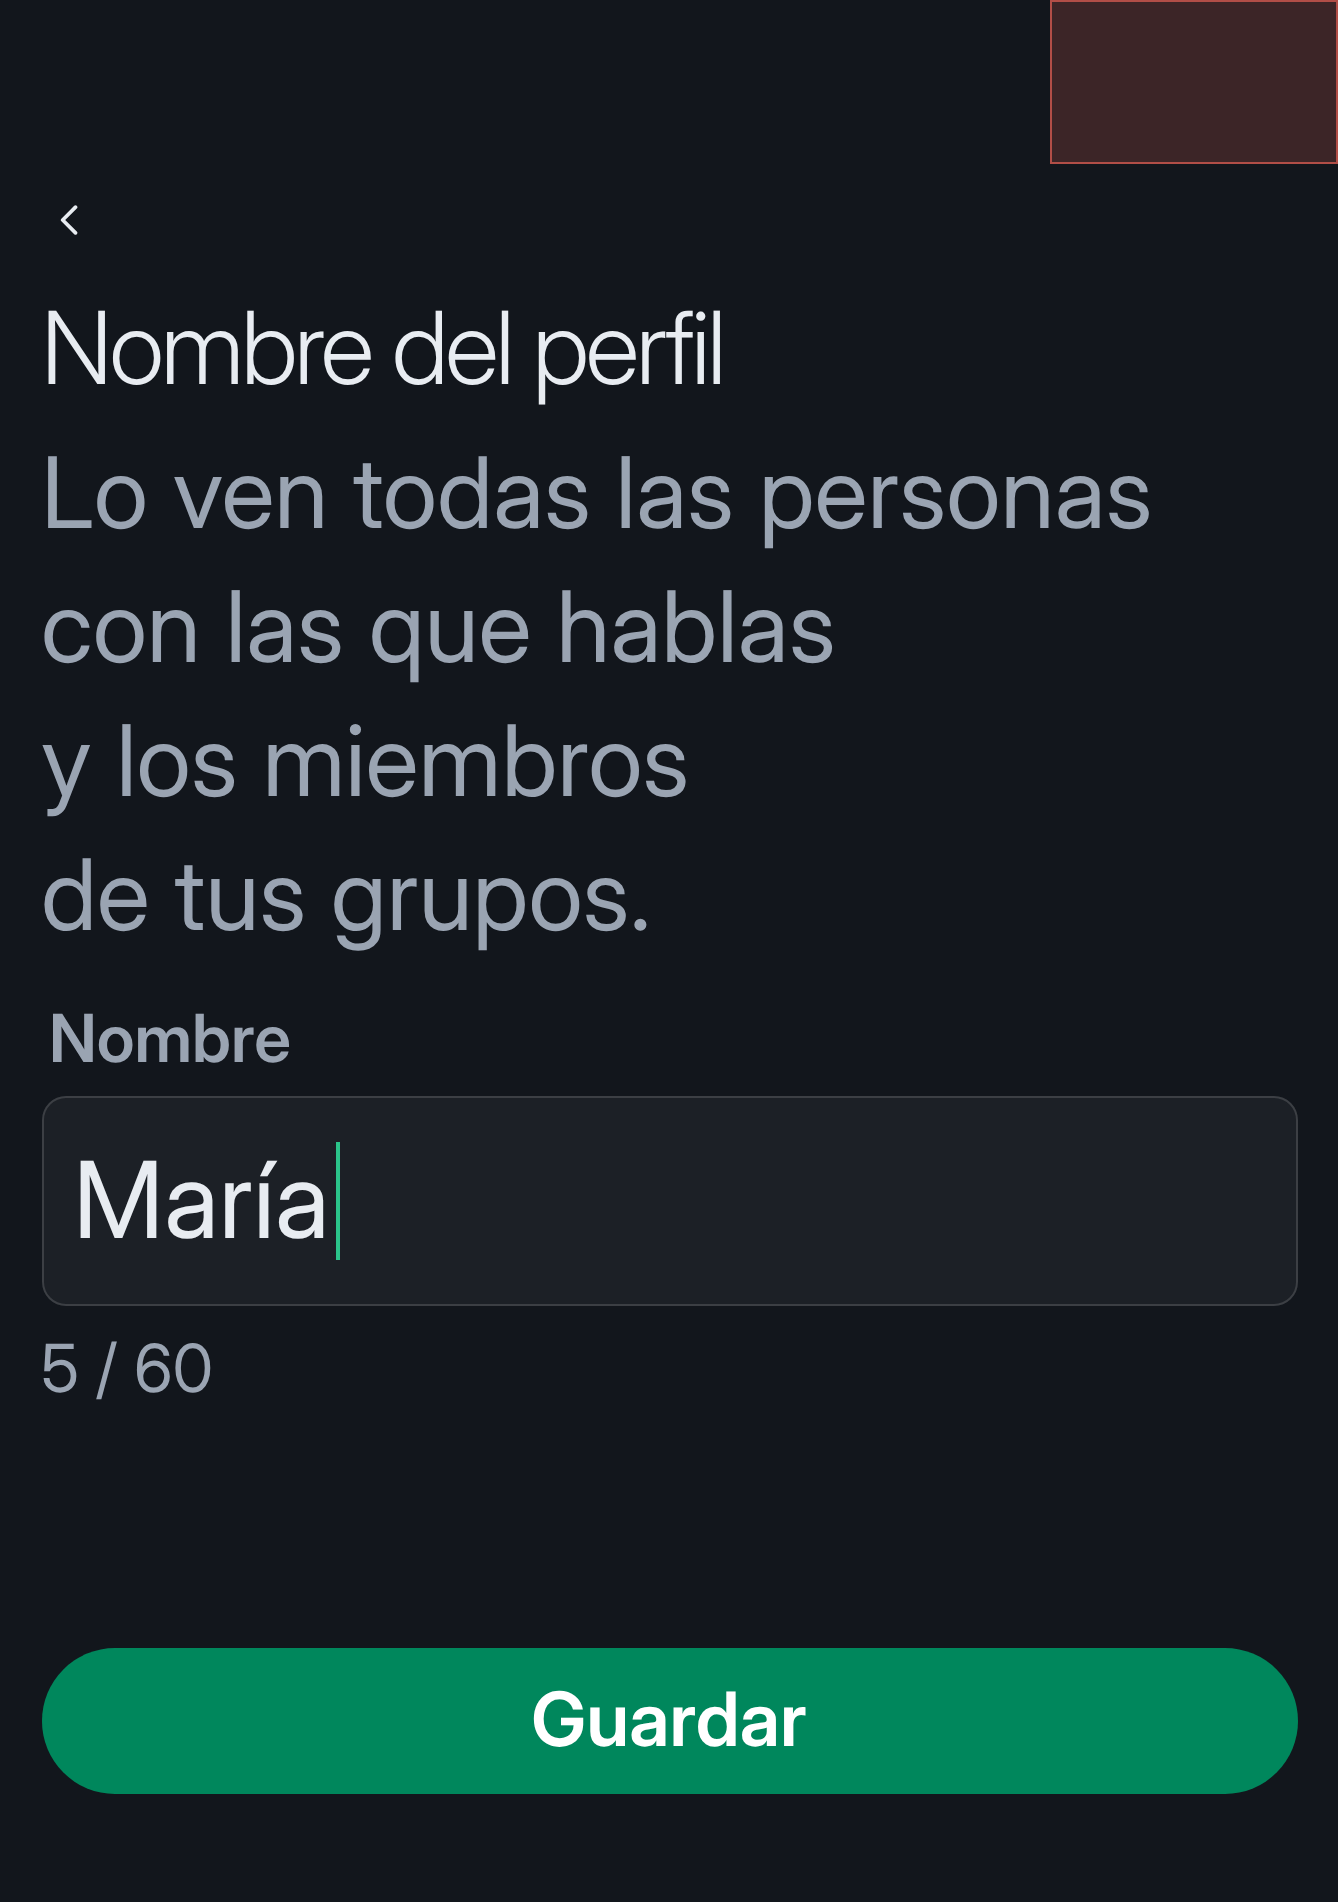 Nombre del perfil
Lo ven todas las personas
con las que hablas
y los miembros
de tus grupos.
Nombre
María
5 / 60
Guardar